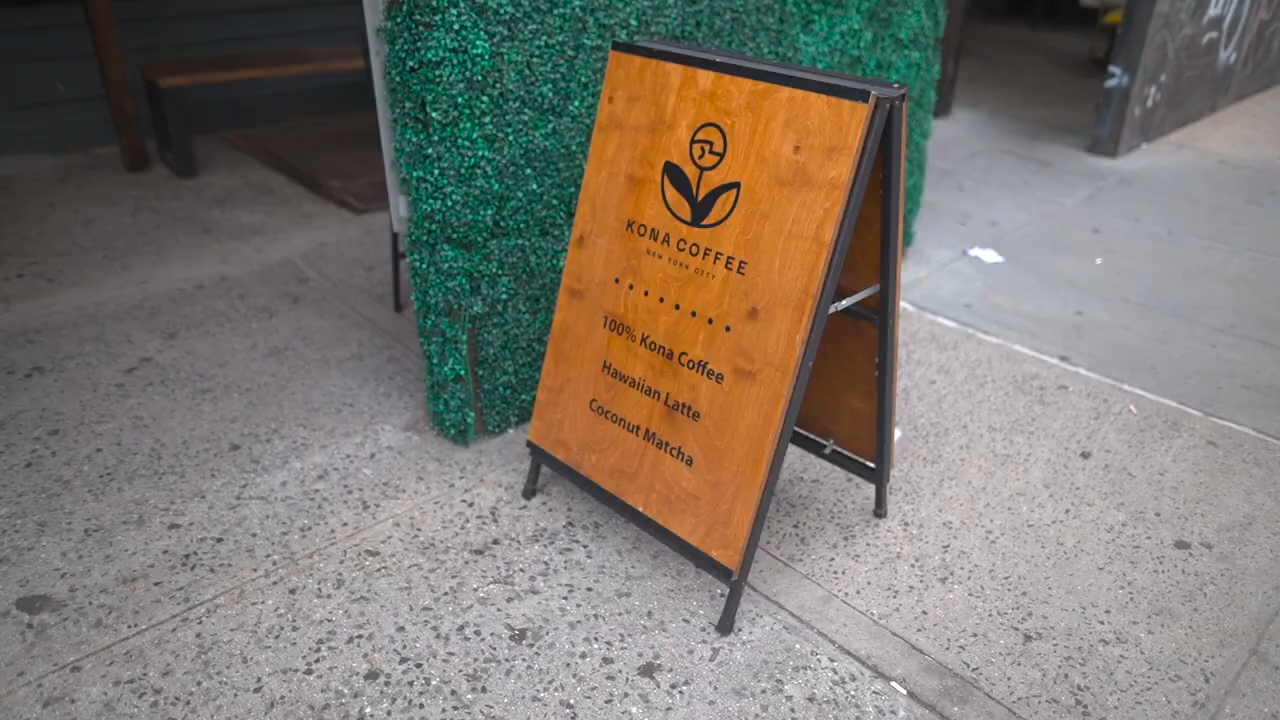 KONA COFFEE
NEW YORK CITY
100% Kona Coffee
Hawaiian Latte
Coconut Matcha